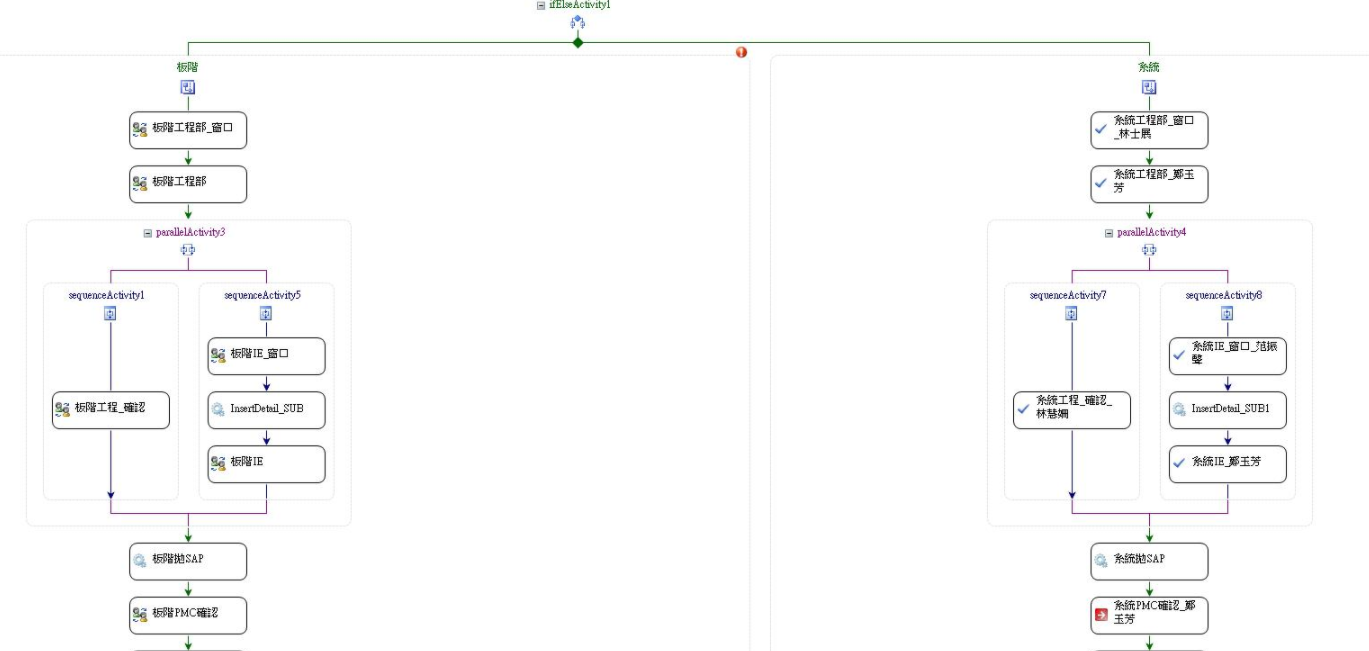 ifElseActivity1
板階
板階工程部_窗口
板階工程部
parallelActivity3
sequenceActivity1
板階工程_確認
sequenceActivity5
板階IE_窗口
InsertDetail_SUB
板階IE
板階拋SAP
板階PMC確認
系統
系統工程部_窗口
_林士展
系統工程部_鄭玉
芳
parallelActivity4
sequenceActivity7
系統工程_確認_
林慧姍
sequenceActivity8
系統IE_窗口_范振
聲
InsertDetail_SUB1
系統IE_鄭玉芳
系統拋SAP
系統PMC確認_鄭
玉芳